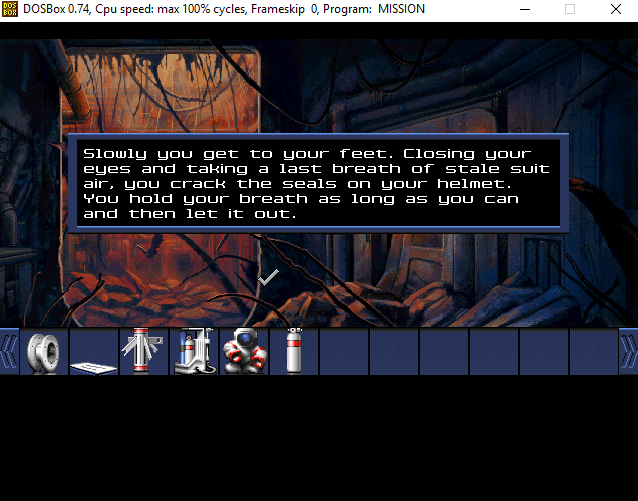 DOS
BOX
DOSBox 0.74, Cpu speed: max 100% cycles, Frameskip 0, Program: MISSION
Slowly you get to your feet. Closing your
eyes and taking a last breath of stale suit
air, you crack the seals on your helmet.
You hold your breath as long as you can
and then let it out.